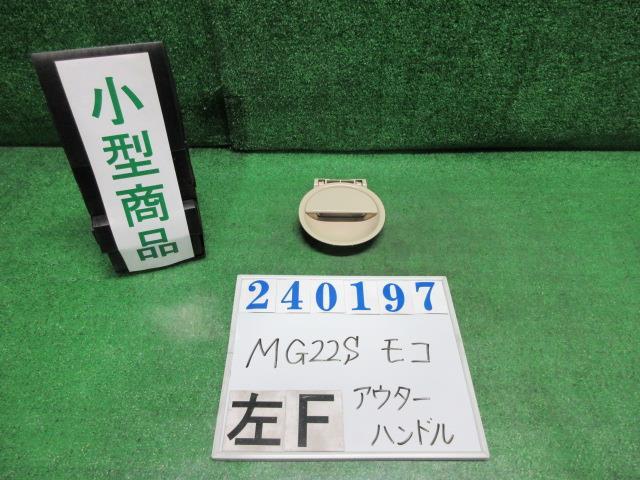 小型商品
240197
MG22S モコ
左F アウター
ハンドル